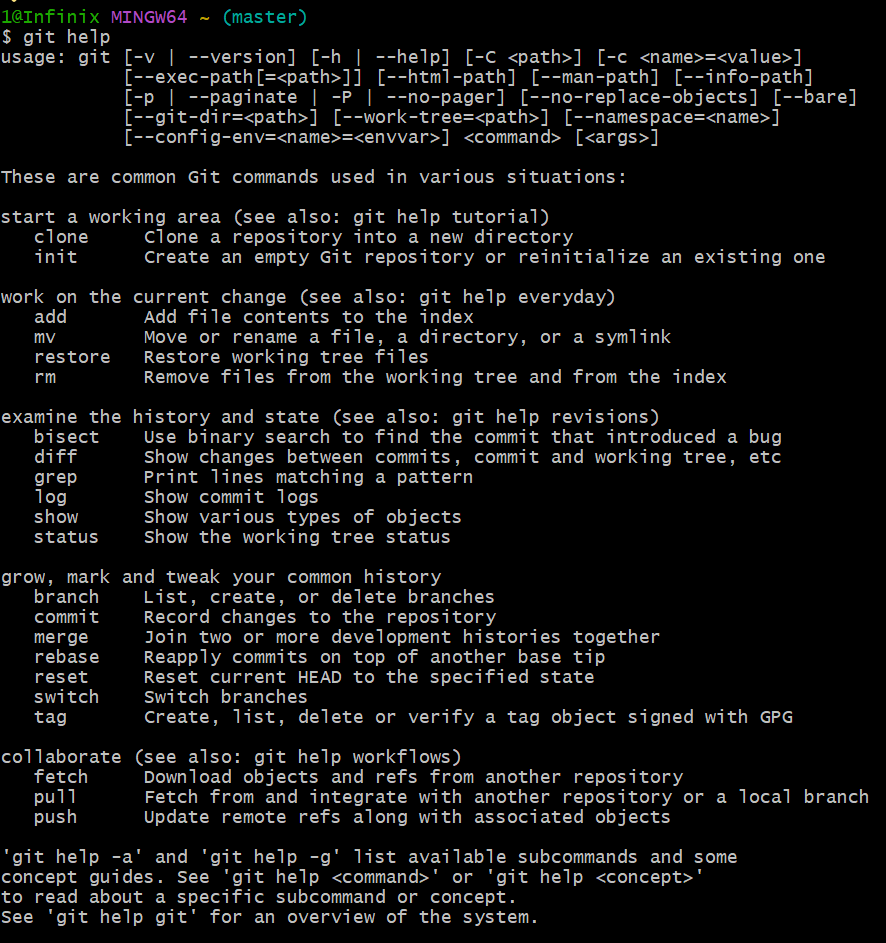 1@Infinix MINGW64 ~ (master)
$ git help
usage: git [-v | --version] [-h | --help] [-C <path>] [-c <name>=<value>]
           [--exec-path[=<path>]] [--html-path] [--man-path] [--info-path]
           [-p | --paginate | -P | --no-pager] [--no-replace-objects] [--bare]
           [--git-dir=<path>] [--work-tree=<path>] [--namespace=<name>]
           [--config-env=<name>=<envvar>] <command> [<args>]

These are common Git commands used in various situations:

start a working area (see also: git help tutorial)
   clone     Clone a repository into a new directory
   init      Create an empty Git repository or reinitialize an existing one

work on the current change (see also: git help everyday)
   add       Add file contents to the index
   mv        Move or rename a file, a directory, or a symlink
   restore   Restore working tree files
   rm        Remove files from the working tree and from the index

examine the history and state (see also: git help revisions)
   bisect    Use binary search to find the commit that introduced a bug
   diff      Show changes between commits, commit and working tree, etc
   grep      Print lines matching a pattern
   log       Show commit logs
   show      Show various types of objects
   status    Show the working tree status

grow, mark and tweak your common history
   branch    List, create, or delete branches
   commit    Record changes to the repository
   merge     Join two or more development histories together
   rebase    Reapply commits on top of another base tip
   reset     Reset current HEAD to the specified state
   switch    Switch branches
   tag       Create, list, delete or verify a tag object signed with GPG

collaborate (see also: git help workflows)
   fetch     Download objects and refs from another repository
   pull      Fetch from and integrate with another repository or a local branch
   push      Update remote refs along with associated objects

'git help -a' and 'git help -g' list available subcommands and some
concept guides. See 'git help <command>' or 'git help <concept>'
to read about a specific subcommand or concept.
See 'git help git' for an overview of the system.